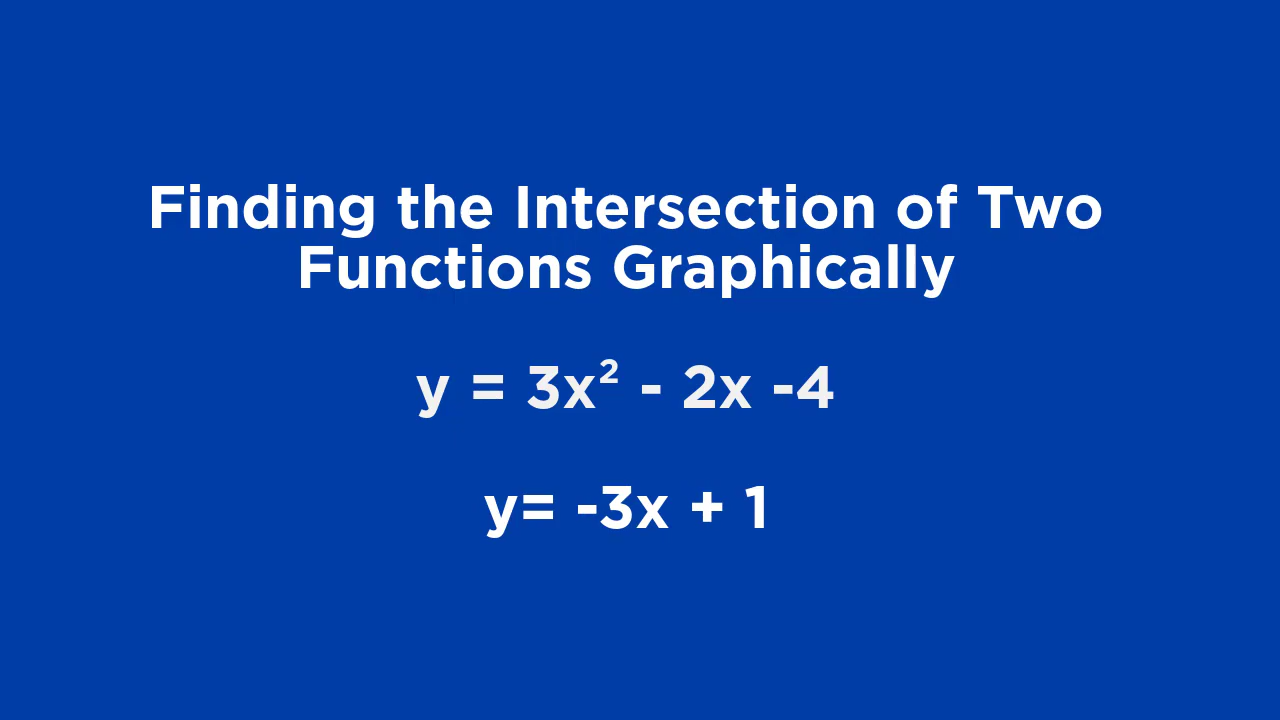 Finding the Intersection of Two
Functions Graphically
y = 3x² - 2x -4
y= -3x + 1